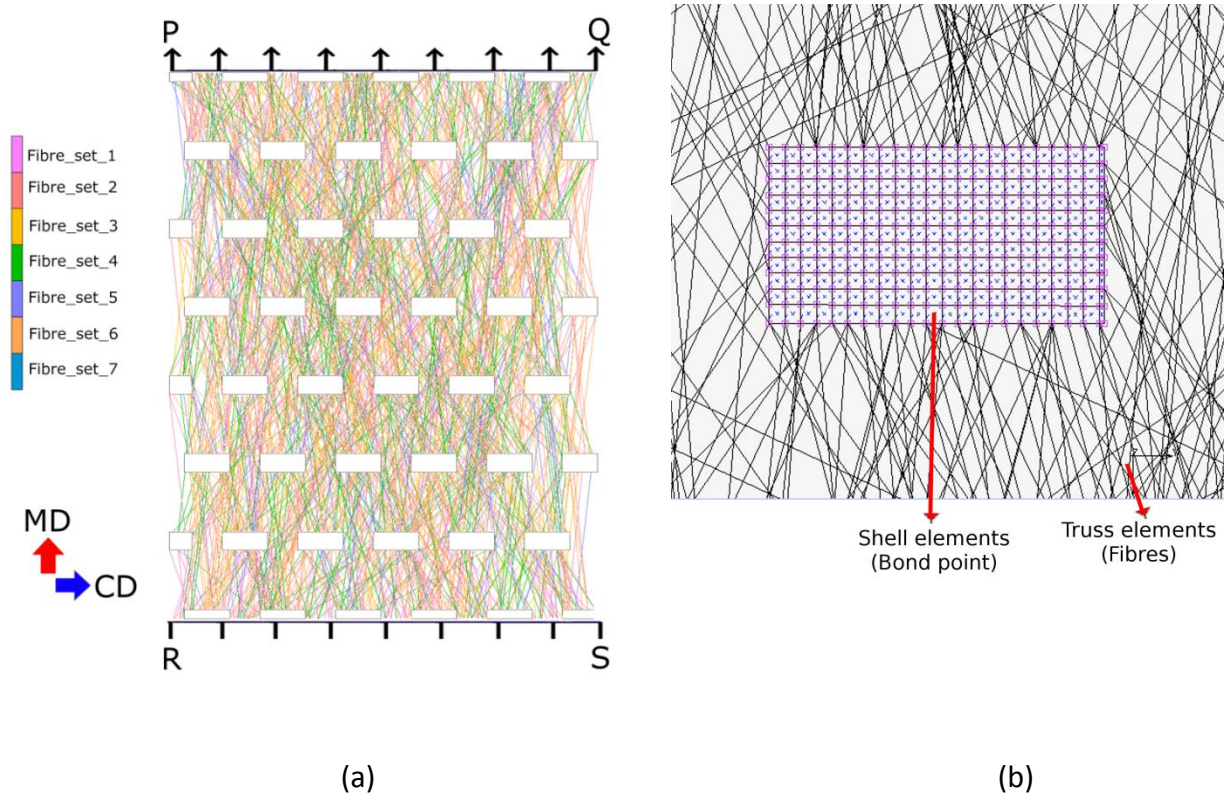 P
Q
Fibre_set_1
Fibre_set_2
Fibre_set_3
Fibre_set_4
Fibre_set_5
Fibre_set_6
Fibre_set_7
MD
CD
R
S
(a)
Shell elements
(Bond point)
Truss elements
(Fibres)
(b)